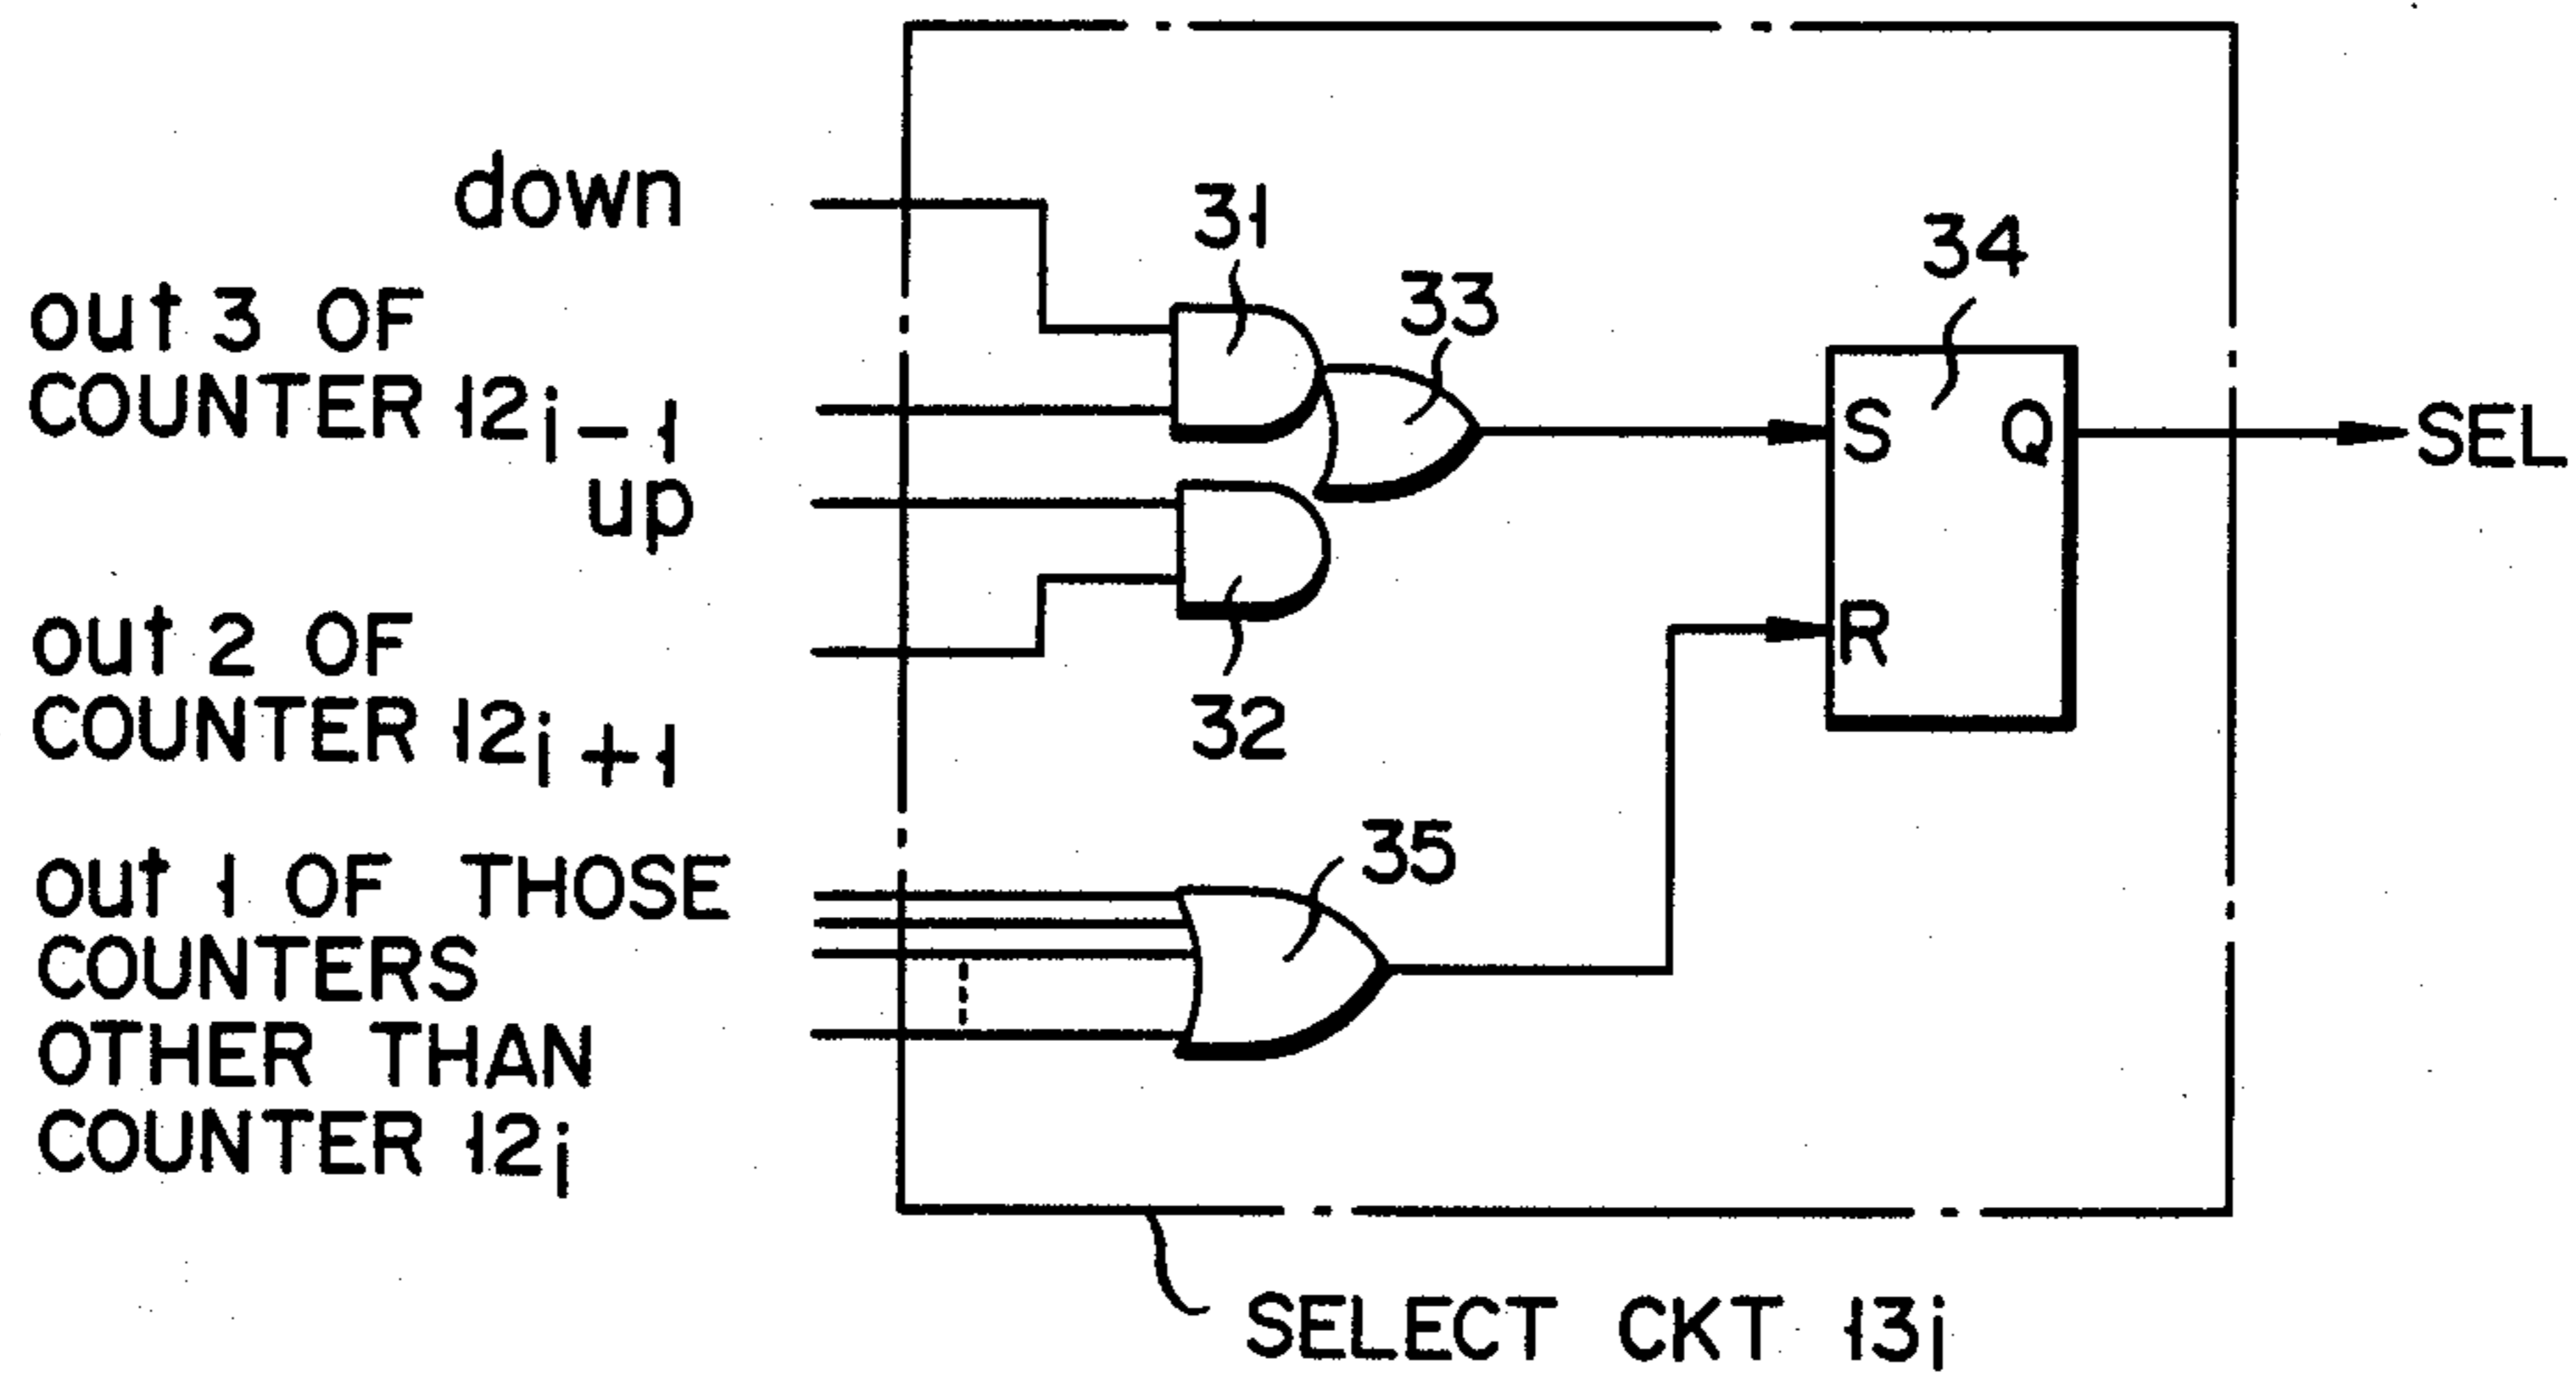 down
31
34
33
out 3 OF
COUNTER 12i-1
S Q
SEL
R
up
out 2 OF
COUNTER 12i+1
32
35
out 1 OF THOSE
COUNTERS
OTHER THAN
COUNTER 12i
SELECT CKT 13i